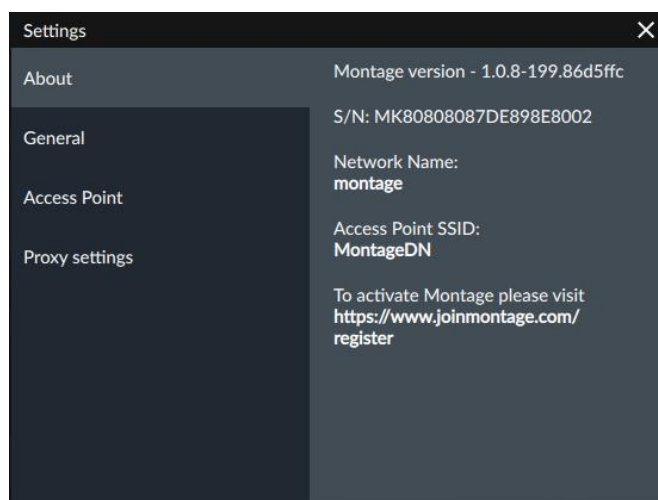 Settings
About
General
Access Point
Proxy settings
Montage version - 1.0.8-199.86d5ffc
S/N: MK80808087DE898E8002
Network Name:
montage
Access Point SSID:
MontageDN
To activate Montage please visit
https://www.joinmontage.com/
register